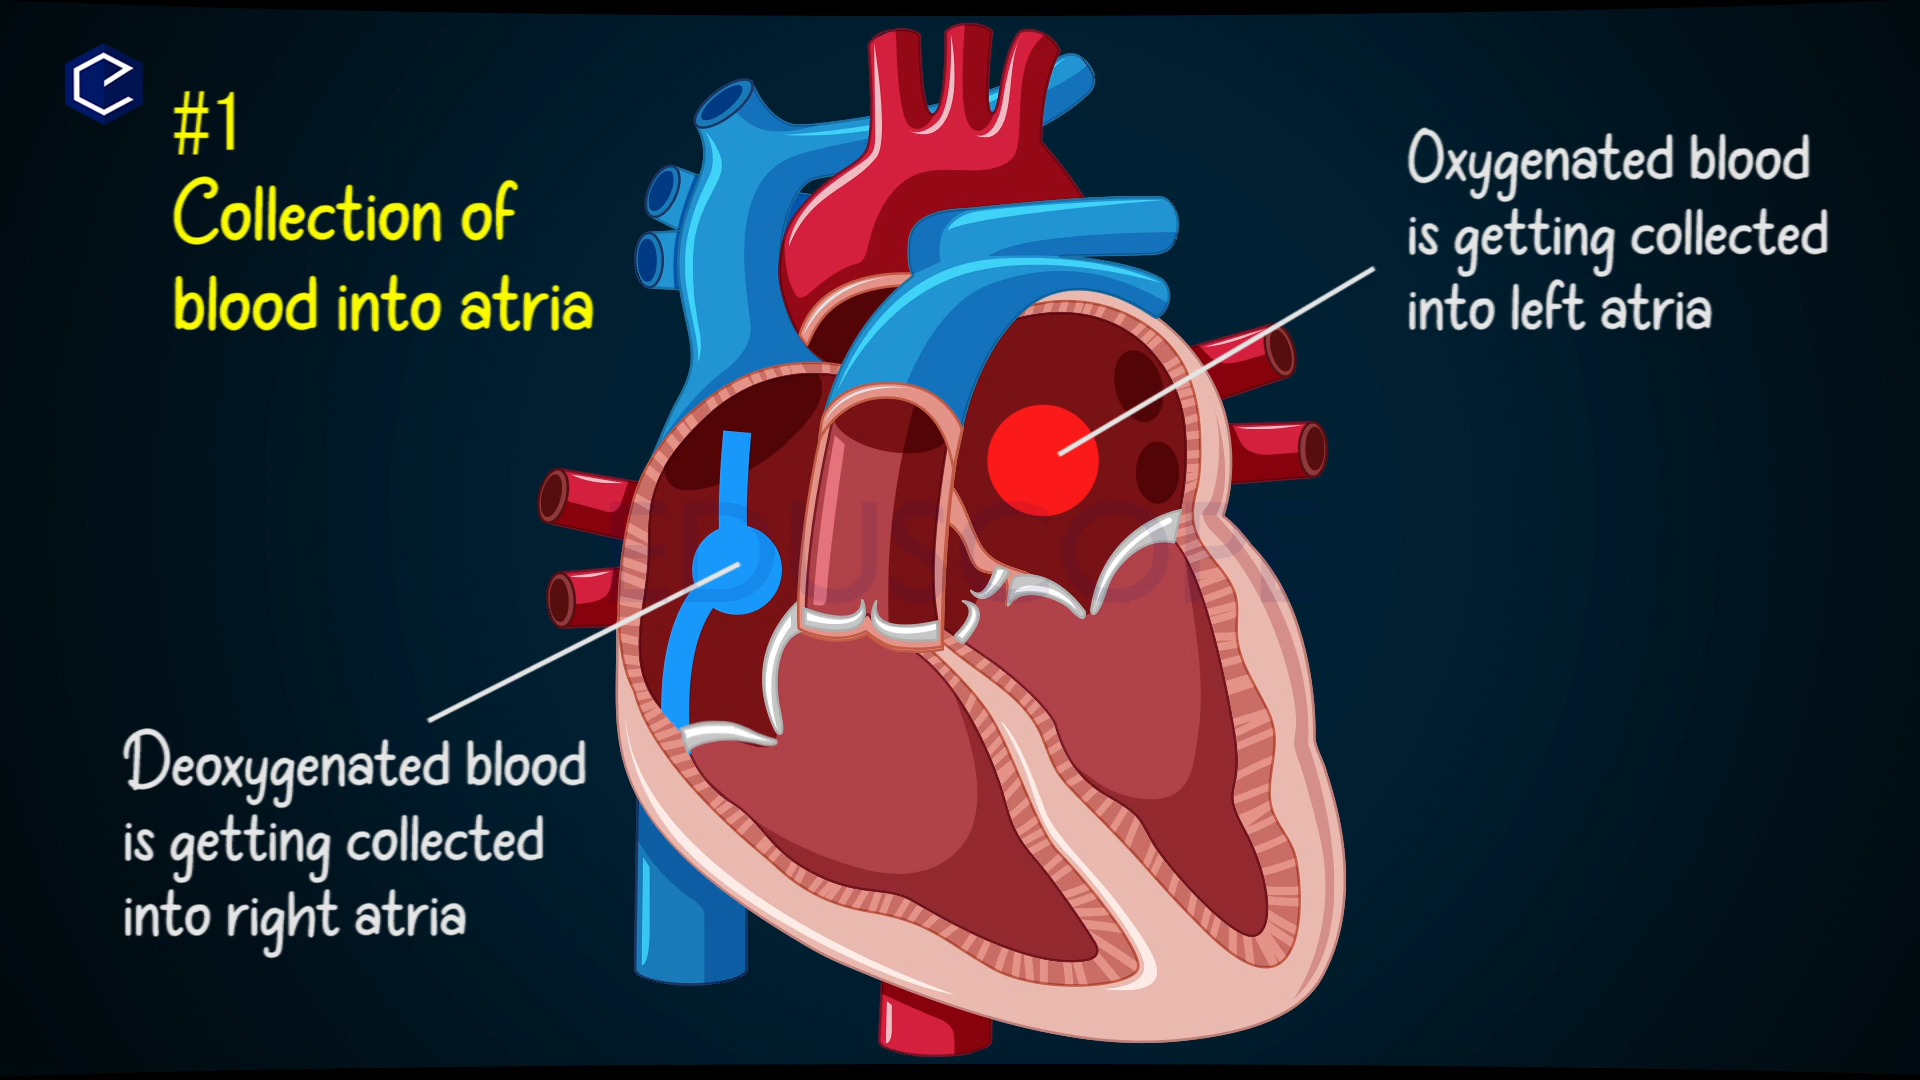 #1
Collection of
blood into atria
Oxygenated blood
is getting collected
into left atria
EDUSCOPE
Deoxygenated blood
is getting collected
into right atria